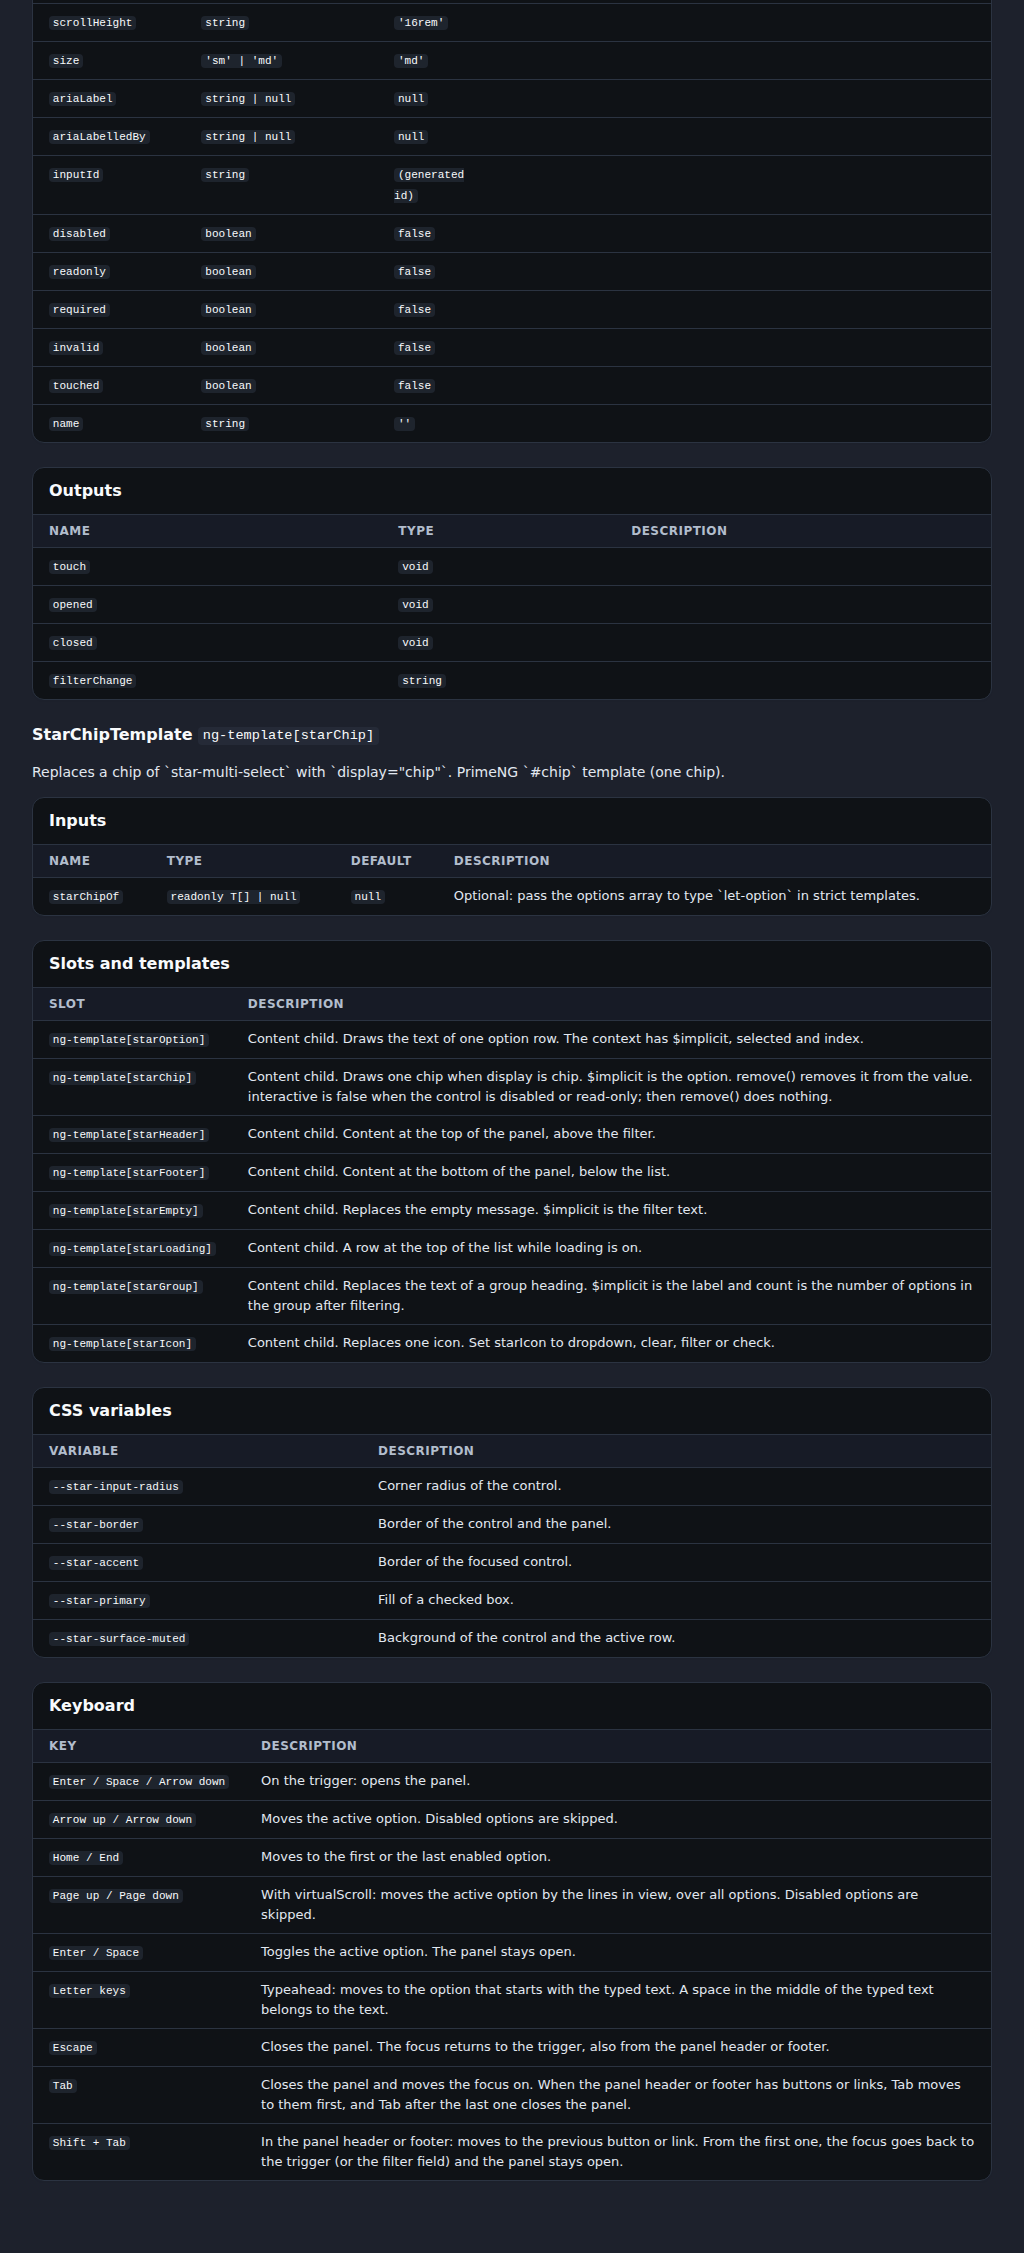 scrollHeight string '16rem'
size 'sm' | 'md' 'md'
ariaLabel string | null null
ariaLabelledBy string | null null
inputId string (generated
id)
disabled boolean false
readonly boolean false
required boolean false
invalid boolean false
touched boolean false
name string ''
Outputs
NAME TYPE DESCRIPTION
touch void
opened void
closed void
filterChange string
StarChipTemplate ng-template[starChip]
Replaces a chip of `star-multi-select` with `display="chip"`. PrimeNG `#chip` template (one chip).
Inputs
NAME TYPE DEFAULT DESCRIPTION
starChipOf readonly T[] | null null Optional: pass the options array to type `let-option` in strict templates.
Slots and templates
SLOT DESCRIPTION
ng-template[starOption] Content child. Draws the text of one option row. The context has $implicit, selected and index.
ng-template[starChip] Content child. Draws one chip when display is chip. $implicit is the option. remove() removes it from the value.
interactive is false when the control is disabled or read-only; then remove() does nothing.
ng-template[starHeader] Content child. Content at the top of the panel, above the filter.
ng-template[starFooter] Content child. Content at the bottom of the panel, below the list.
ng-template[starEmpty] Content child. Replaces the empty message. $implicit is the filter text.
ng-template[starLoading] Content child. A row at the top of the list while loading is on.
ng-template[starGroup] Content child. Replaces the text of a group heading. $implicit is the label and count is the number of options in
the group after filtering.
ng-template[starIcon] Content child. Replaces one icon. Set starIcon to dropdown, clear, filter or check.
CSS variables
VARIABLE DESCRIPTION
--star-input-radius Corner radius of the control.
--star-border Border of the control and the panel.
--star-accent Border of the focused control.
--star-primary Fill of a checked box.
--star-surface-muted Background of the control and the active row.
Keyboard
KEY DESCRIPTION
Enter / Space / Arrow down On the trigger: opens the panel.
Arrow up / Arrow down Moves the active option. Disabled options are skipped.
Home / End Moves to the first or the last enabled option.
Page up / Page down With virtualScroll: moves the active option by the lines in view, over all options. Disabled options are
skipped.
Enter / Space Toggles the active option. The panel stays open.
Letter keys Typeahead: moves to the option that starts with the typed text. A space in the middle of the typed text
belongs to the text.
Escape Closes the panel. The focus returns to the trigger, also from the panel header or footer.
Tab Closes the panel and moves the focus on. When the panel header or footer has buttons or links, Tab moves
to them first, and Tab after the last one closes the panel.
Shift + Tab In the panel header or footer: moves to the previous button or link. From the first one, the focus goes back to
the trigger (or the filter field) and the panel stays open.